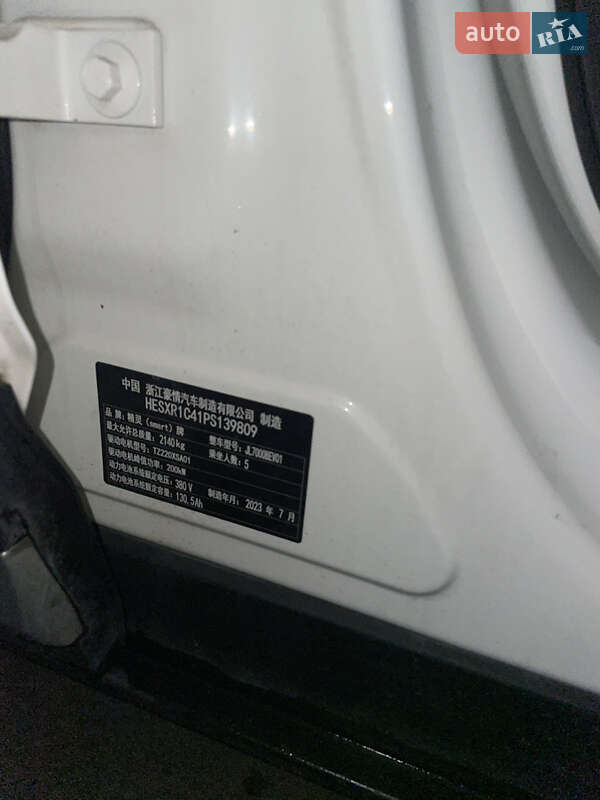 auto RIA .com
中国 浙江豪情汽车制造有限公司 制造
HESXR1C41PS139809
品 牌: 精灵 (smart) 牌
整车型号: JL7000BEV01
最大允许总质量: 2140kg
乘坐人数: 5
驱动电机型号: TZ220XSA01
驱动电机峰值功率: 200kW
动力电池系统额定电压: 380 V
制造年月: 2023 年 7 月
动力电池系统额定容量: 130.5Ah